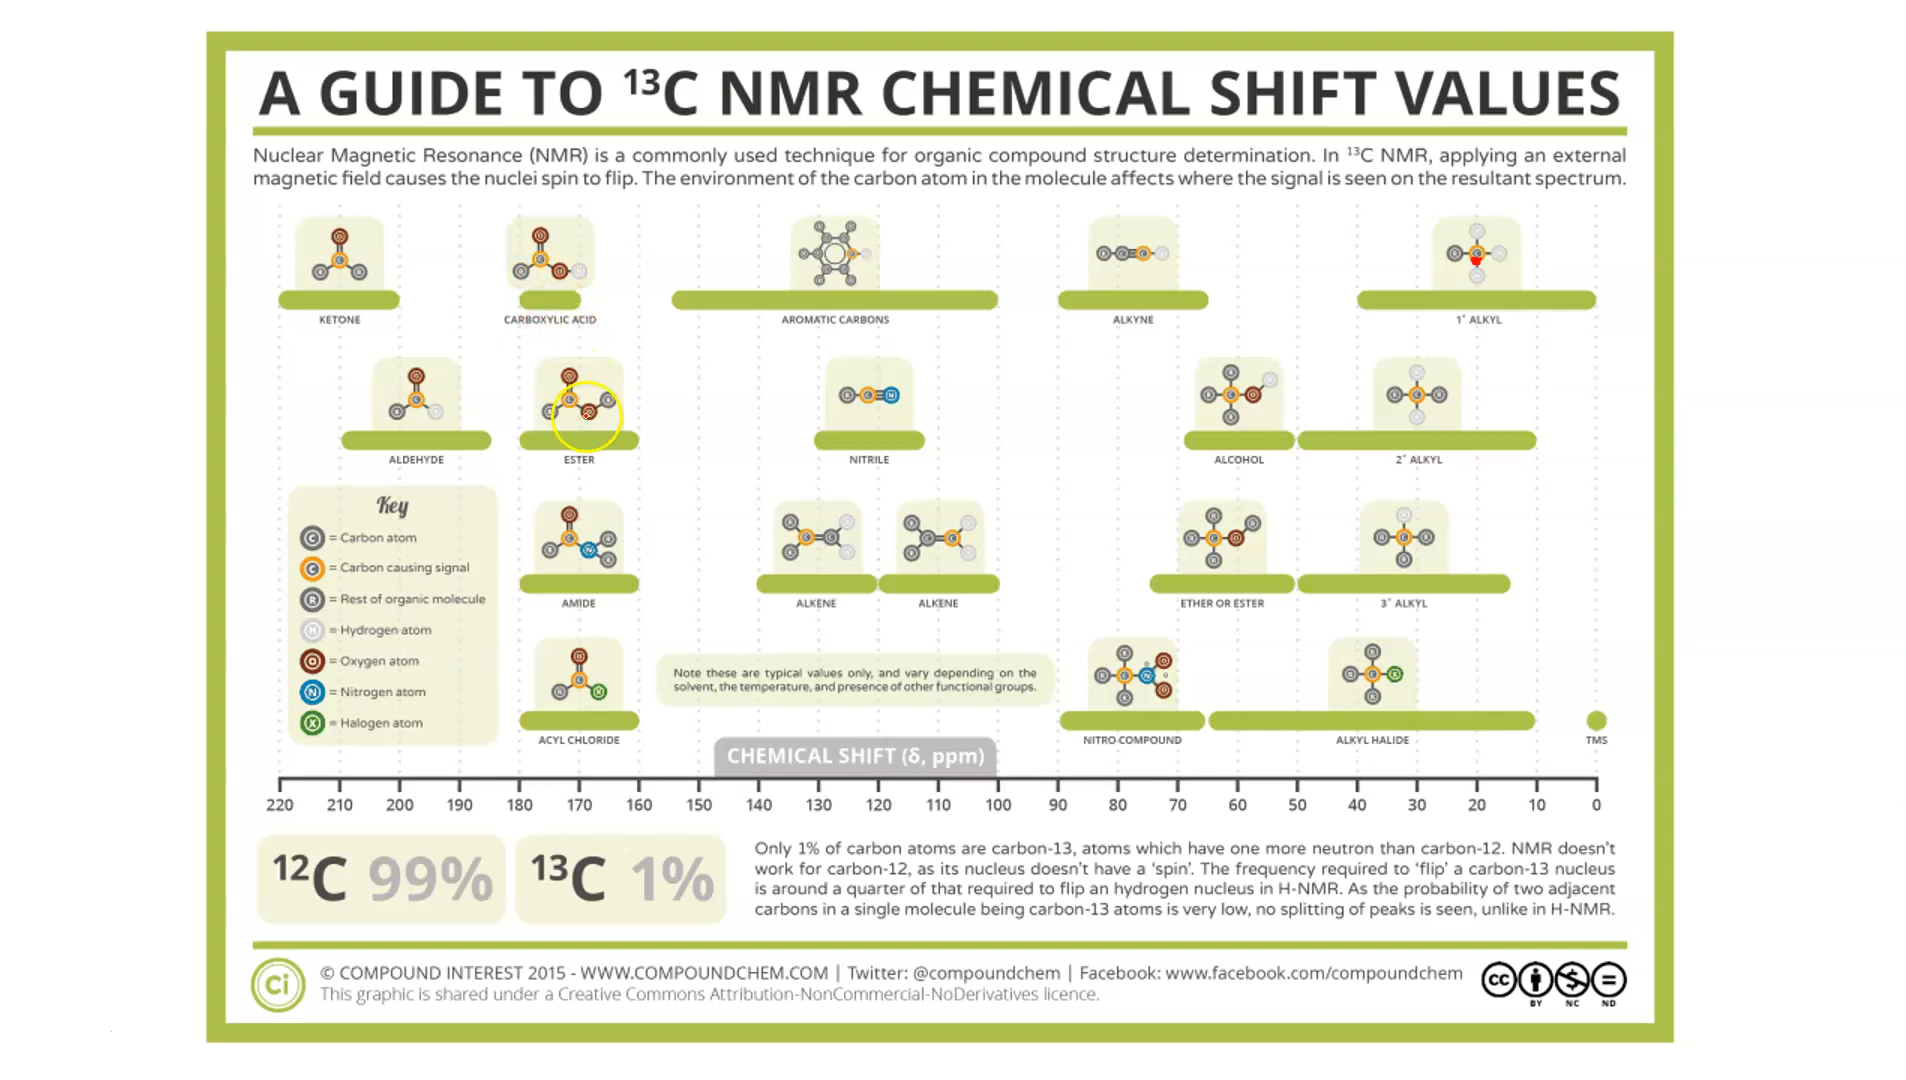 A GUIDE TO ¹³C NMR CHEMICAL SHIFT VALUES
Nuclear Magnetic Resonance (NMR) is a commonly used technique for organic compound structure determination. In ¹³C NMR, applying an external
magnetic field causes the nuclei spin to flip. The environment of the carbon atom in the molecule affects where the signal is seen on the resultant spectrum.
KETONE
CARBOXYLIC ACID
AROMATIC CARBONS
ALKYNE
1° ALKYL
ALDEHYDE
ESTER
NITRILE
ALCOHOL
2° ALKYL
Key
C = Carbon atom
C = Carbon causing signal
R = Rest of organic molecule
H = Hydrogen atom
O = Oxygen atom
N = Nitrogen atom
X = Halogen atom
AMIDE
ALKENE
ALKENE
ETHER OR ESTER
3° ALKYL
ACYL CHLORIDE
Note these are typical values only, and vary depending on the
solvent, the temperature, and presence of other functional groups.
NITRO COMPOUND
ALKYL HALIDE
TMS
CHEMICAL SHIFT (δ, ppm)
220 210 200 190 180 170 160 150 140 130 120 110 100 90 80 70 60 50 40 30 20 10 0
¹²C 99%
¹³C 1%
Only 1% of carbon atoms are carbon-13, atoms which have one more neutron than carbon-12. NMR doesn't
work for carbon-12, as its nucleus doesn't have a 'spin'. The frequency required to 'flip' a carbon-13 nucleus
is around a quarter of that required to flip an hydrogen nucleus in H-NMR. As the probability of two adjacent
carbons in a single molecule being carbon-13 atoms is very low, no splitting of peaks is seen, unlike in H-NMR.
Ci
© COMPOUND INTEREST 2015 - WWW.COMPOUNDCHEM.COM | Twitter: @compoundchem | Facebook: www.facebook.com/compoundchem
This graphic is shared under a Creative Commons Attribution-NonCommercial-NoDerivatives licence.
cc
BY NC ND